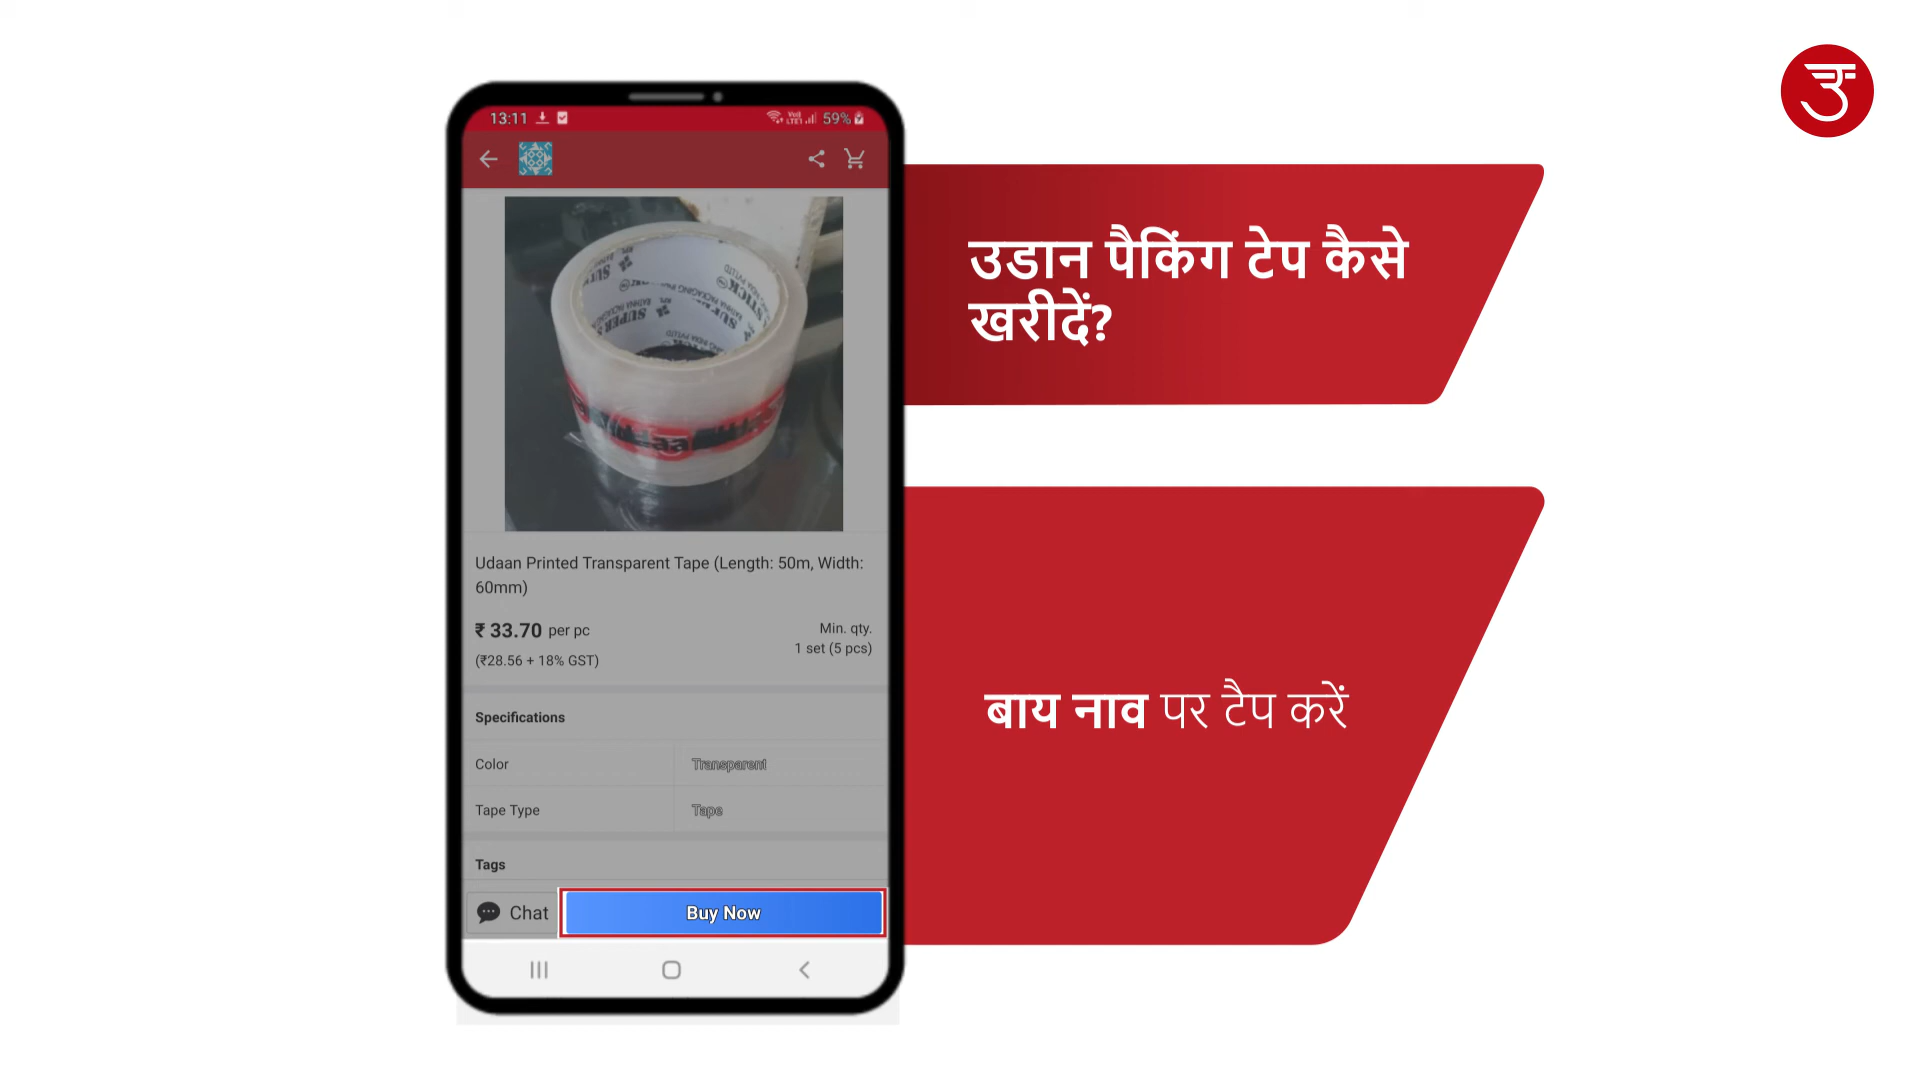 13:11
59%
उडान पैकिंग टेप कैसे
खरीदें?
Udaan Printed Transparent Tape (Length: 50m, Width:
60mm)
₹ 33.70 per pc
(₹28.56 + 18% GST)
Min. qty.
1 set (5 pcs)
Specifications
Color Transparent
Tape Type Tape
Tags
Chat
Buy Now
बाय नाव पर टैप करें